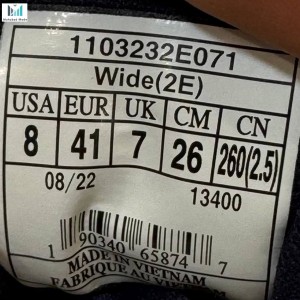 1103232E071
Wide(2E)
USA EUR UK CM CN
8 41 7 26 260(2.5)
08/22 13400
1 90340 65874 7
MADE IN VIETNAM
FABRIQUE AU VIETNAM